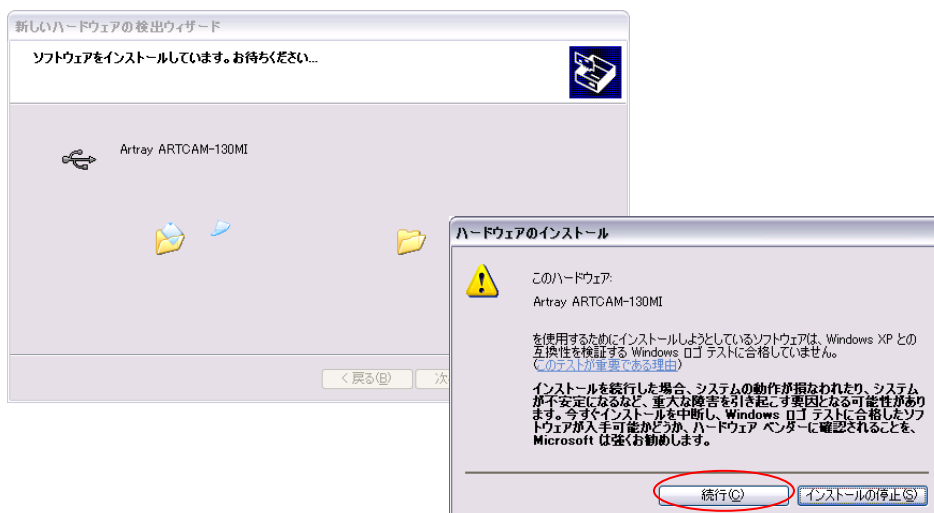 新しいハードウェアの検出ウィザード
ソフトウェアをインストールしています。お待ちください...
Artray ARTCAM-130MI
< 戻る(B)
次
ハードウェアのインストール
このハードウェア:
Artray ARTCAM-130MI
を使用するためにインストールしようとしているソフトウェアは、Windows XP との
互換性を検証する Windows ロゴ テストに合格していません。
(このテストが重要である理由)
インストールを続行した場合、システムの動作が損なわれたり、システム
が不安定になるなど、重大な障害を引き起こす要因となる可能性があり
ます。今すぐインストールを中断し、Windows ロゴ テストに合格したソフ
トウェアが入手可能かどうか、ハードウェア ベンダーに確認されることを、
Microsoft は強くお勧めします。
続行(C)
インストールの停止(S)